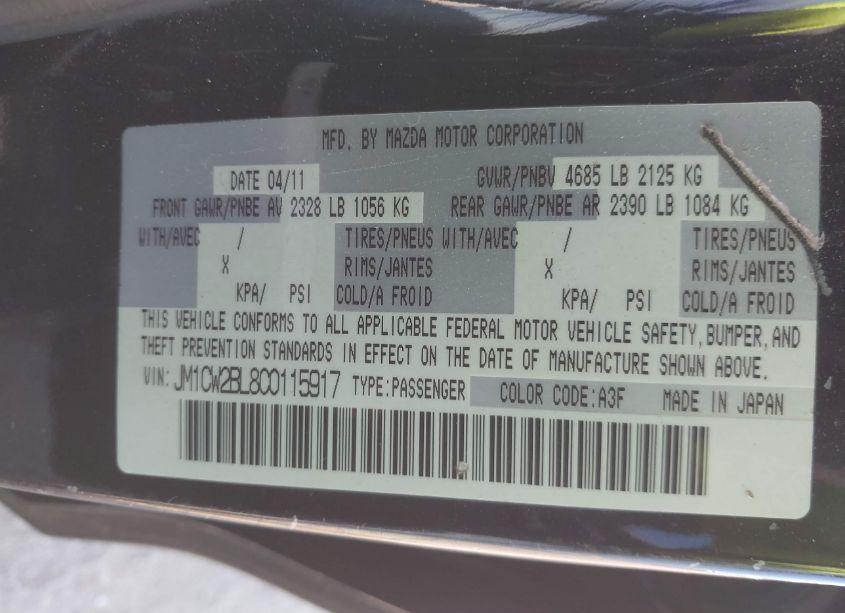 MFD. BY MAZDA MOTOR CORPORATION
DATE 04/11 GVWR/PNBV 4685 LB 2125 KG
FRONT GAWR/PNBE AV 2328 LB 1056 KG REAR GAWR/PNBE AR 2390 LB 1084 KG
WITH/AVEC / TIRES/PNEUS WITH/AVEC / TIRES/PNEUS
X RIMS/JANTES X RIMS/JANTES
KPA/ PSI COLD/A FROID KPA/ PSI COLD/A FROID
THIS VEHICLE CONFORMS TO ALL APPLICABLE FEDERAL MOTOR VEHICLE SAFETY,BUMPER,AND
THEFT PREVENTION STANDARDS IN EFFECT ON THE DATE OF MANUFACTURE SHOWN ABOVE.
VIN: JM1CW2BL8C0115917 TYPE:PASSENGER COLOR CODE:A3F MADE IN JAPAN